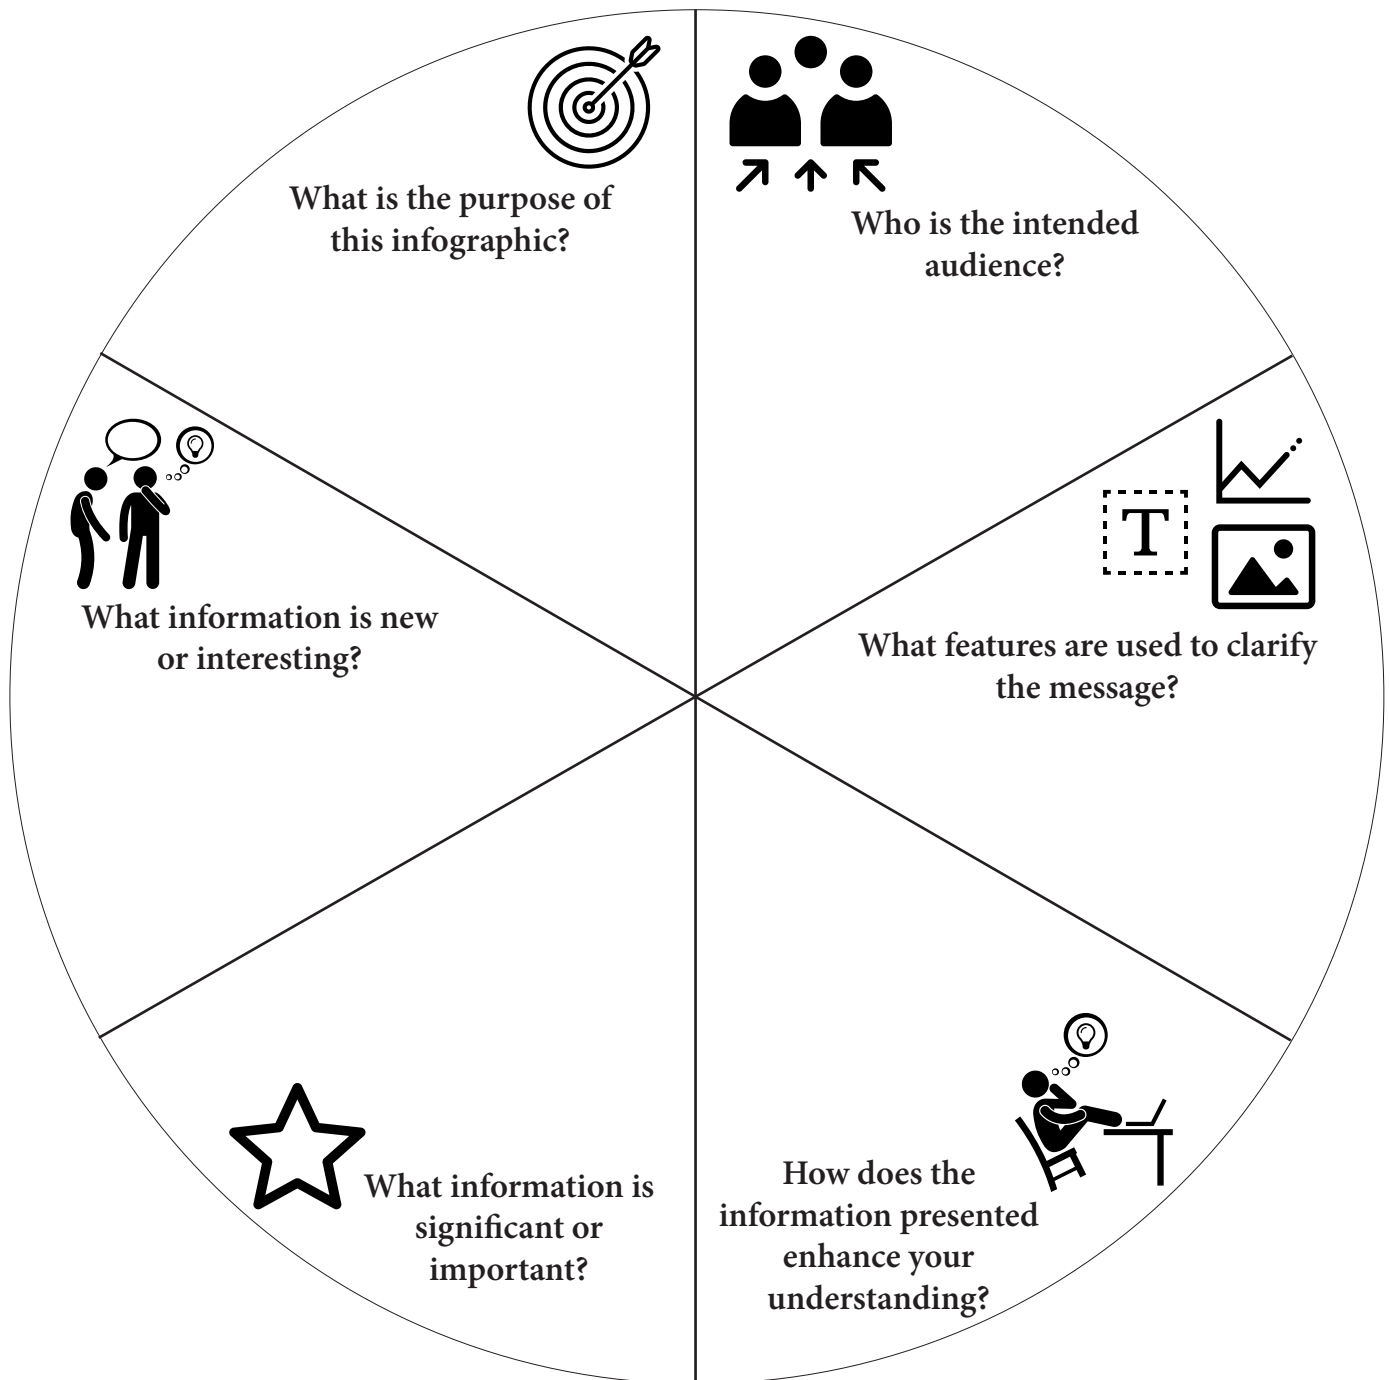 What is the purpose of
this infographic?
Who is the intended
audience?
What information is new
or interesting?
T
What features are used to clarify
the message?
What information is
significant or
important?
How does the
information presented
enhance your
understanding?